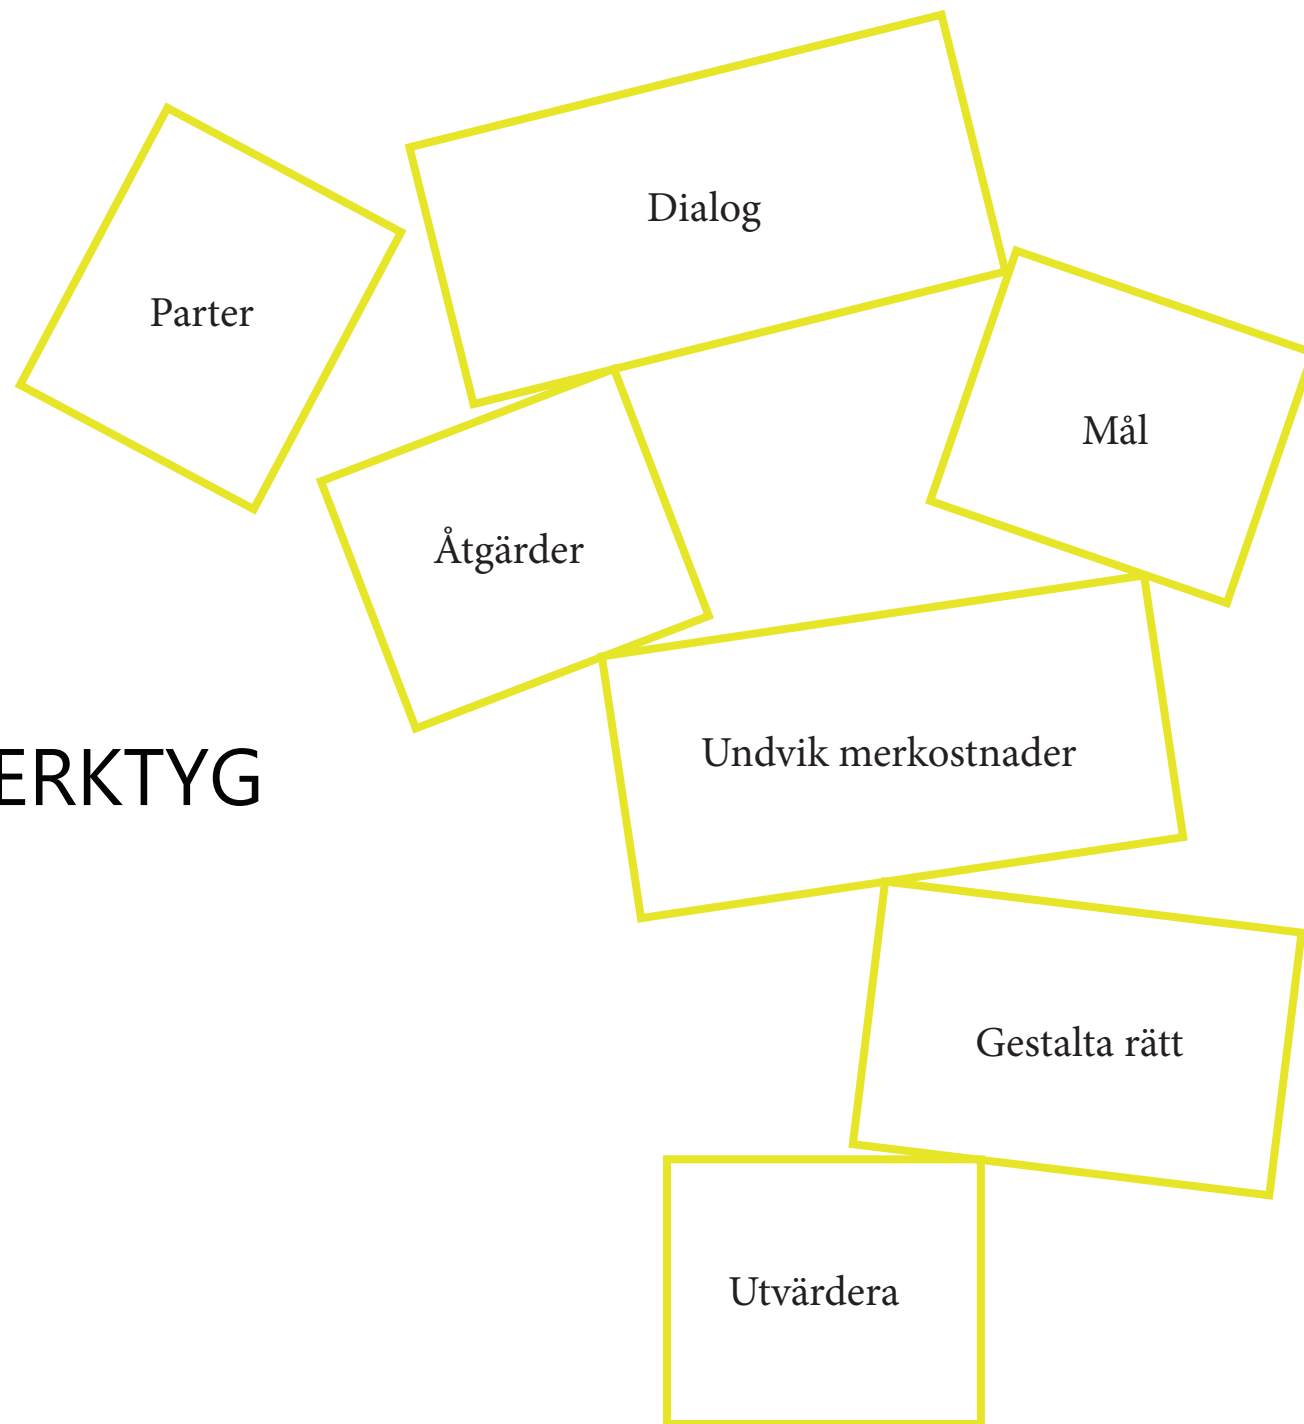 Dialog
Parter
Mål
Åtgärder
Undvik merkostnader
ERKTYG
Gestalta rätt
Utvärdera